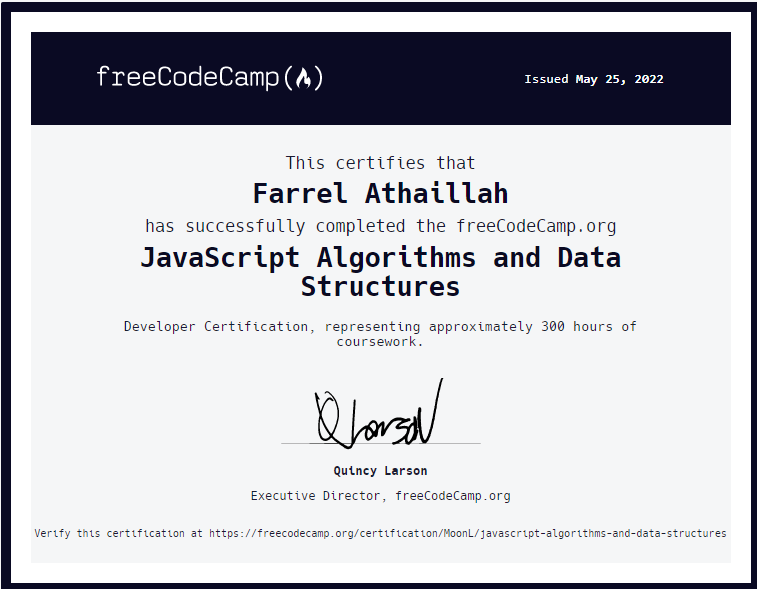 freeCodeCamp
Issued May 25, 2022
This certifies that
Farrel Athaillah
has successfully completed the freeCodeCamp.org
JavaScript Algorithms and Data
Structures
Developer Certification, representing approximately 300 hours of
coursework.
Q Larson
Quincy Larson
Executive Director, freeCodeCamp.org
Verify this certification at https://freecodecamp.org/certification/MoonL/javascript-algorithms-and-data-structures